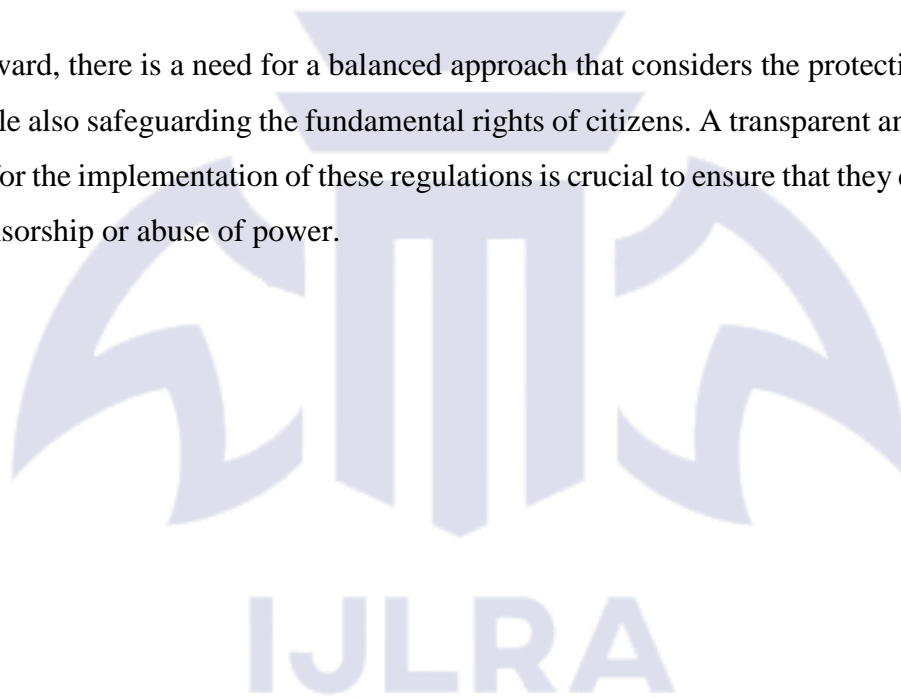 ward, there is a need for a balanced approach that considers the protecti
le also safeguarding the fundamental rights of citizens. A transparent an
for the implementation of these regulations is crucial to ensure that they
sorship or abuse of power.
IJLRA